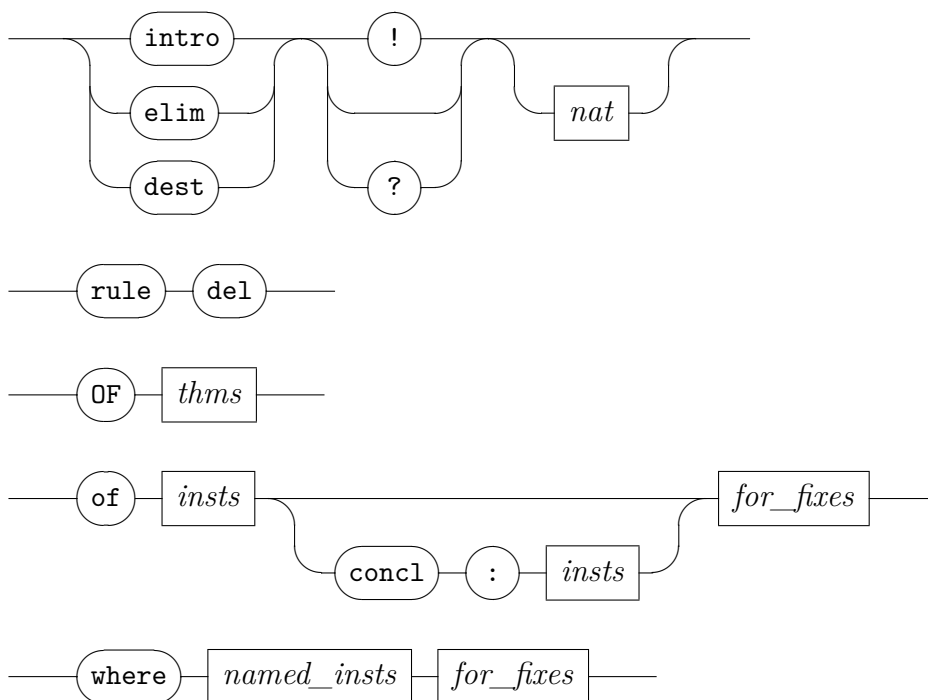 intro !
elim nat
dest ?
rule del
OF thms
of insts for_fixes
concl : insts
where named_insts for_fixes